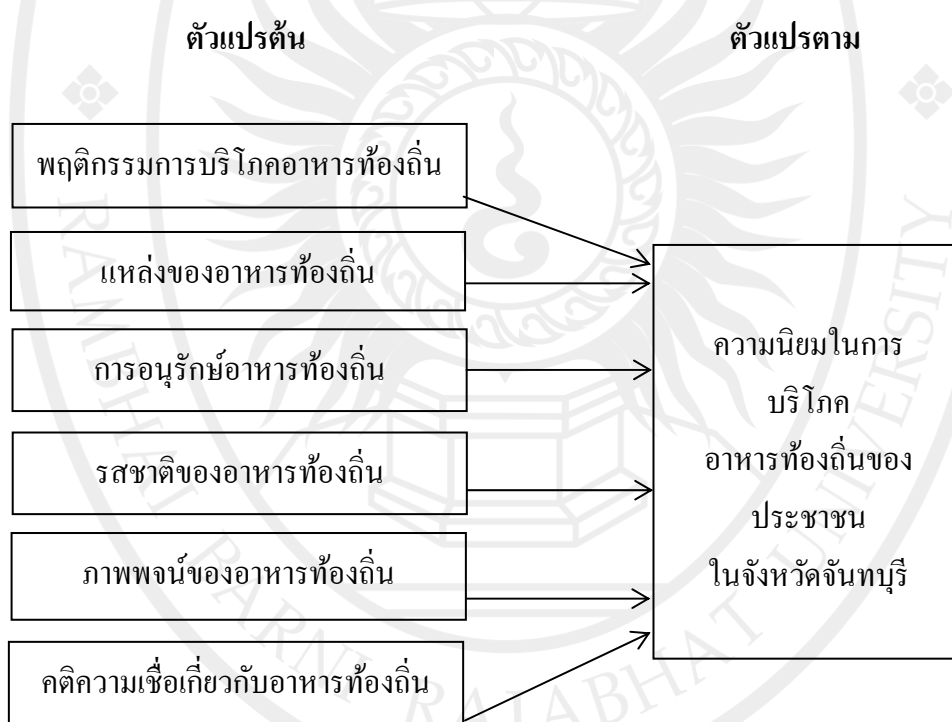 ตัวแปรต้น
ตัวแปรตาม
พฤติกรรมการบริโภคอาหารท้องถิ่น
แหล่งของอาหารท้องถิ่น
การอนุรักษ์อาหารท้องถิ่น
รสชาติของอาหารท้องถิ่น
ภาพพจน์ของอาหารท้องถิ่น
คติความเชื่อเกี่ยวกับอาหารท้องถิ่น
ความนิยมในการ
บริโภค
อาหารท้องถิ่นของ
ประชาชน
ในจังหวัดจันทบุรี
RAMBHAI BARNI RAJABHAT UNIVERSITY